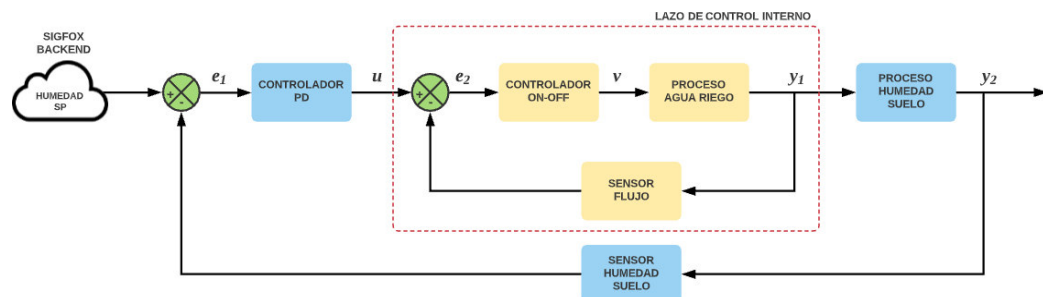 LAZO DE CONTROL INTERNO
SIGFOX
BACKEND
HUMEDAD
SP
+
-
e1
CONTROLADOR
PD
u
+
-
e2
CONTROLADOR
ON-OFF
v
PROCESO
AGUA RIEGO
y1
PROCESO
HUMEDAD
SUELO
y2
SENSOR
FLUJO
SENSOR
HUMEDAD
SUELO